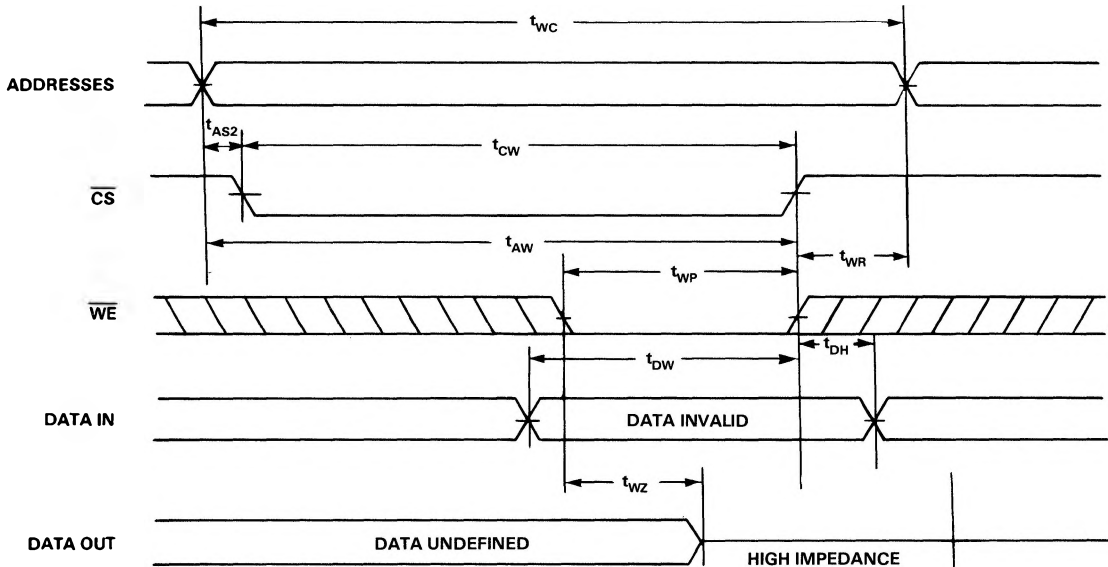 tWC
ADDRESSES
tAS2
tCW
CS
tAW
tWR
tWP
WE
tDH
tDW
DATA IN
DATA INVALID
tWZ
DATA OUT
DATA UNDEFINED
HIGH IMPEDANCE